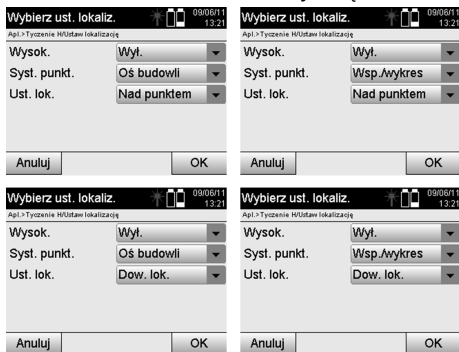 Wybierz ust. lokaliz. 09/06/11 13:21
Apl.>Tyczenie H/Ustaw lokalizację
Wysok. Wył.
Syst. punkt. Oś budowli
Ust. lok. Nad punktem
Anuluj OK
Wybierz ust. lokaliz. 09/06/11 13:21
Apl.>Tyczenie H/Ustaw lokalizację
Wysok. Wył.
Syst. punkt. Wsp./wykres
Ust. lok. Nad punktem
Anuluj OK
Wybierz ust. lokaliz. 09/06/11 13:21
Apl.>Tyczenie H/Ustaw lokalizację
Wysok. Wył.
Syst. punkt. Oś budowli
Ust. lok. Dow. lok.
Anuluj OK
Wybierz ust. lokaliz. 09/06/11 13:21
Apl.>Tyczenie H/Ustaw lokalizację
Wysok. Wył.
Syst. punkt. Wsp./wykres
Ust. lok. Dow. lok.
Anuluj OK